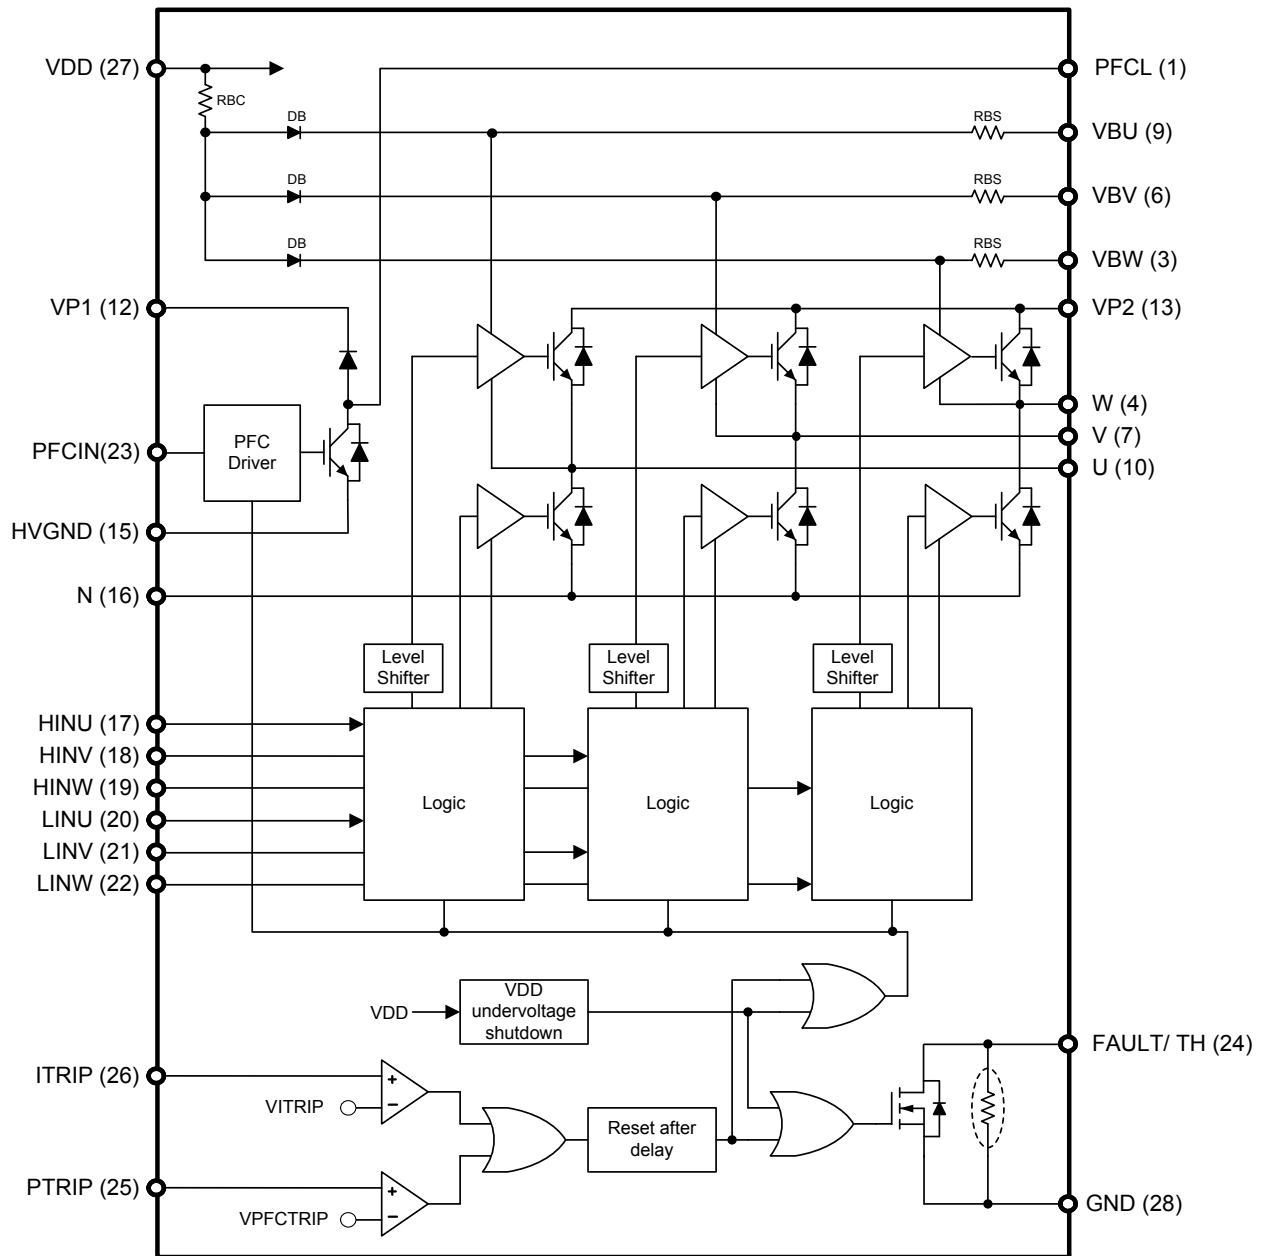 VDD (27)
PFCL (1)
RBC
DB
RBS
VBU (9)
DB
RBS
VBV (6)
DB
RBS
VBW (3)
VP1 (12)
VP2 (13)
W (4)
V (7)
U (10)
PFCIN(23)
PFC
Driver
HVGND (15)
N (16)
Level
Shifter
Level
Shifter
Level
Shifter
HINU (17)
HINV (18)
HINW (19)
LINU (20)
LINV (21)
LINW (22)
Logic
Logic
Logic
VDD
VDD
undervoltage
shutdown
FAULT/ TH (24)
ITRIP (26)
+
−
VITRIP
Reset after
delay
PTRIP (25)
+
−
VPFCTRIP
GND (28)